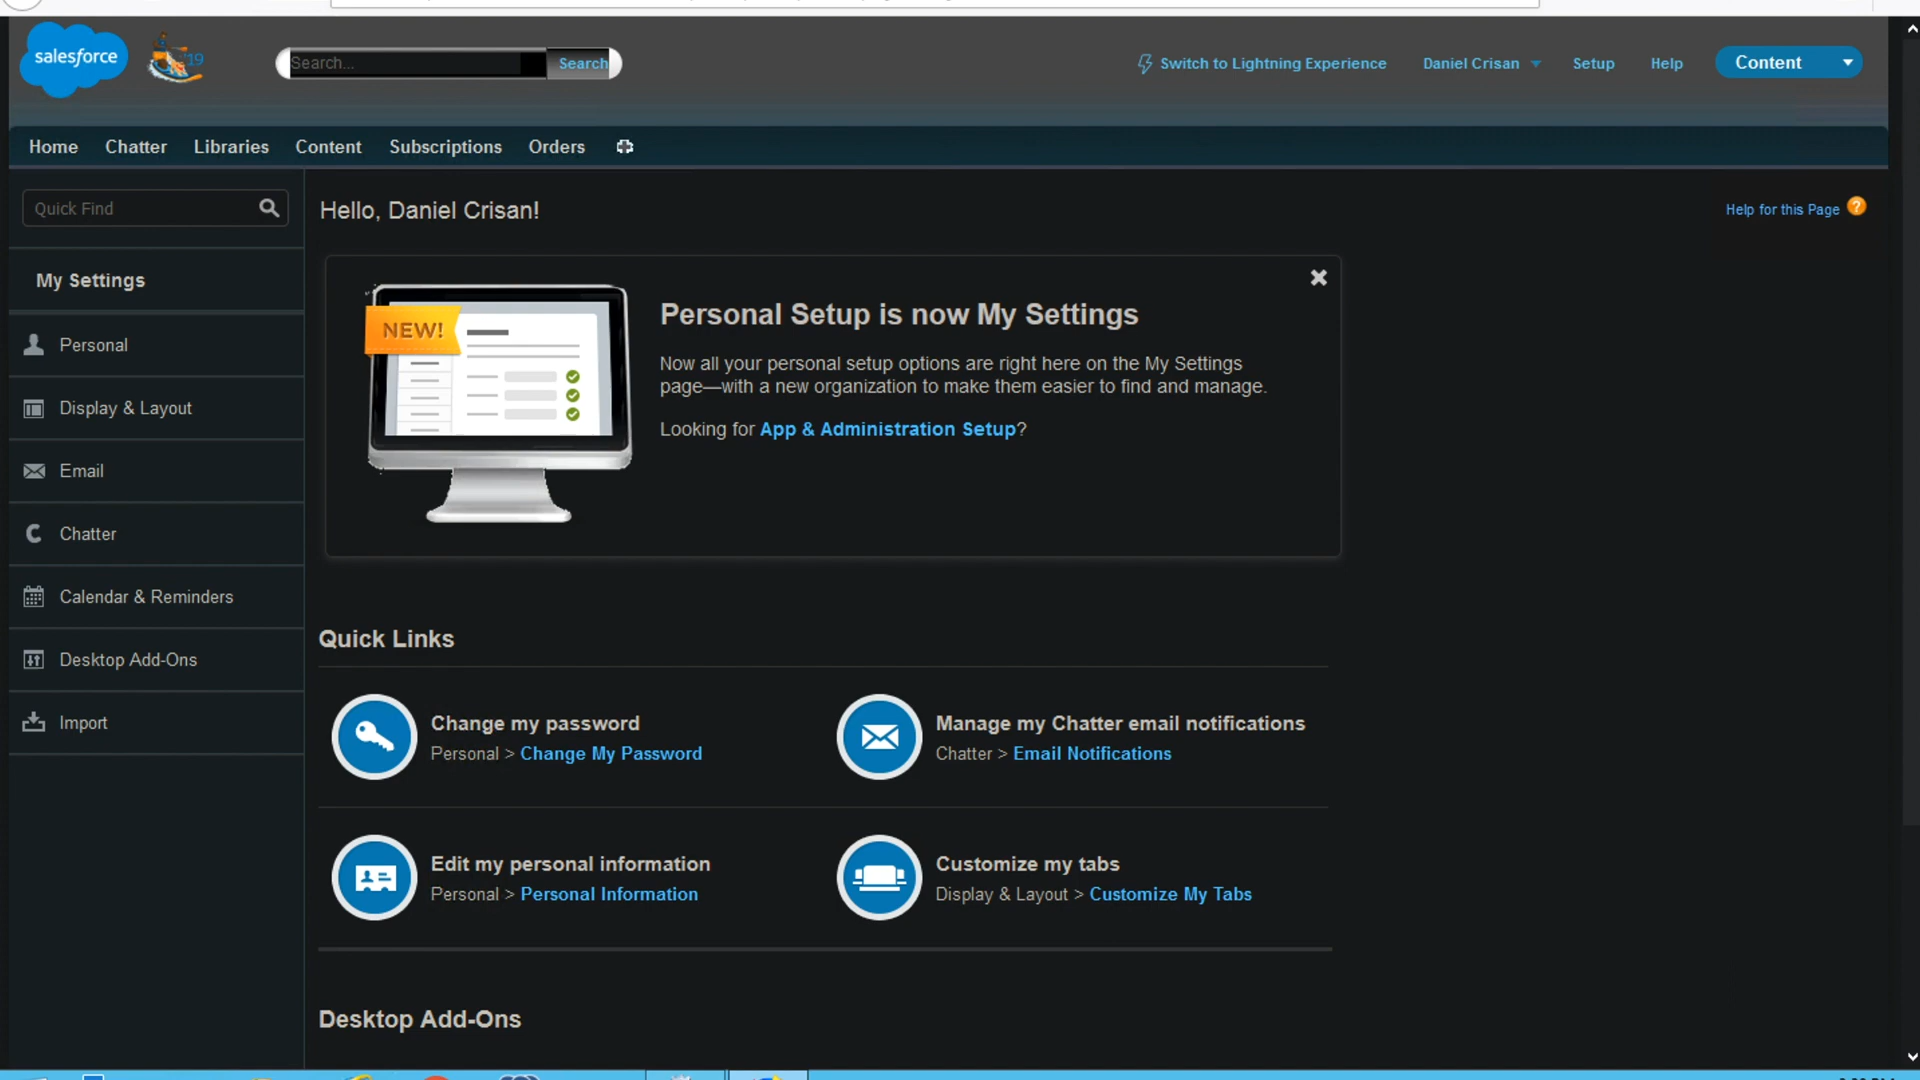 salesforce
'19
Search...
Search
Switch to Lightning Experience
Daniel Crisan
Setup
Help
Content
Home
Chatter
Libraries
Content
Subscriptions
Orders
Quick Find
My Settings
Personal
Display & Layout
Email
Chatter
Calendar & Reminders
Desktop Add-Ons
Import
Hello, Daniel Crisan!
Help for this Page
?
NEW!
Personal Setup is now My Settings
Now all your personal setup options are right here on the My Settings
page—with a new organization to make them easier to find and manage.
Looking for App & Administration Setup?
Quick Links
Change my password
Personal > Change My Password
Manage my Chatter email notifications
Chatter > Email Notifications
Edit my personal information
Personal > Personal Information
Customize my tabs
Display & Layout > Customize My Tabs
Desktop Add-Ons